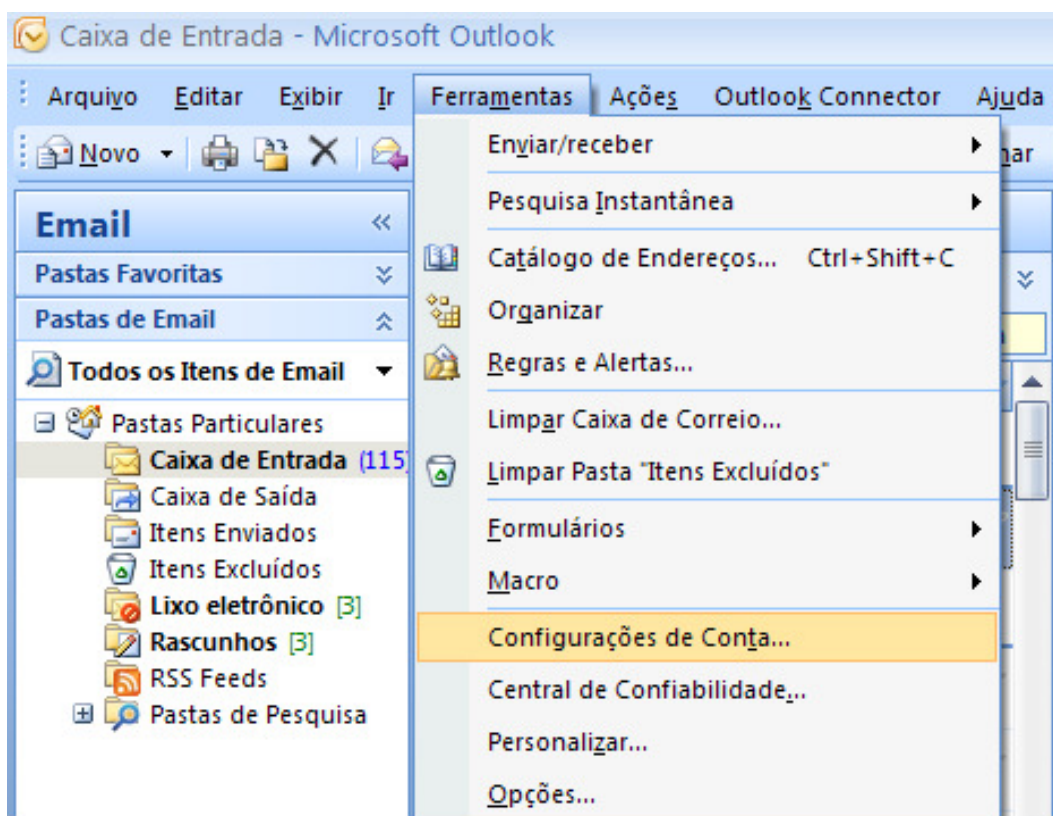 Caixa de Entrada - Microsoft Outlook
Arquivo Editar Exibir Ir Ferramentas Ações Outlook Connector Ajuda
Novo
Email
Pastas Favoritas
Pastas de Email
Todos os Itens de Email
Pastas Particulares
Caixa de Entrada (115)
Caixa de Saída
Itens Enviados
Itens Excluídos
Lixo eletrônico [3]
Rascunhos [3]
RSS Feeds
Pastas de Pesquisa
Enviar/receber
Pesquisa Instantânea
Catálogo de Endereços... Ctrl+Shift+C
Organizar
Regras e Alertas...
Limpar Caixa de Correio...
Limpar Pasta "Itens Excluídos"
Formulários
Macro
Configurações de Conta...
Central de Confiabilidade...
Personalizar...
Opções...